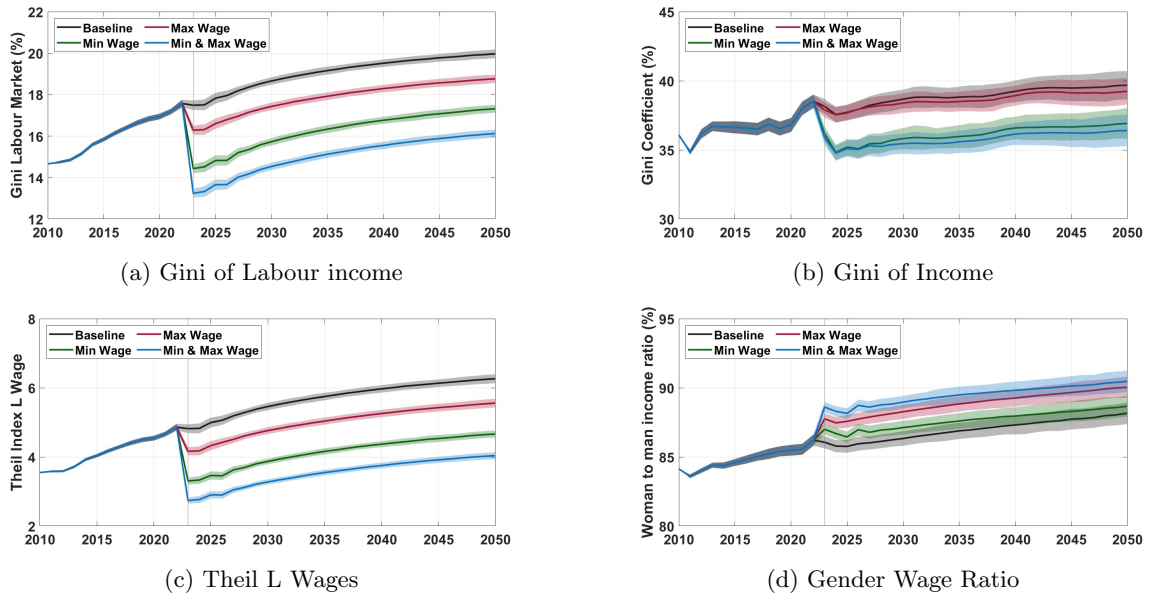 Gini Labour Market (%)
22
20
18
16
14
12
Baseline Max Wage
Min Wage Min & Max Wage
2010 2015 2020 2025 2030 2035 2040 2045 2050
(a) Gini of Labour income
Gini Coefficient (%)
45
40
35
30
Baseline Max Wage
Min Wage Min & Max Wage
2010 2015 2020 2025 2030 2035 2040 2045 2050
(b) Gini of Income
Theil Index L Wage
8
6
4
2
Baseline Max Wage
Min Wage Min & Max Wage
2010 2015 2020 2025 2030 2035 2040 2045 2050
(c) Theil L Wages
Woman to man income ratio (%)
95
90
85
80
Baseline Max Wage
Min Wage Min & Max Wage
2010 2015 2020 2025 2030 2035 2040 2045 2050
(d) Gender Wage Ratio